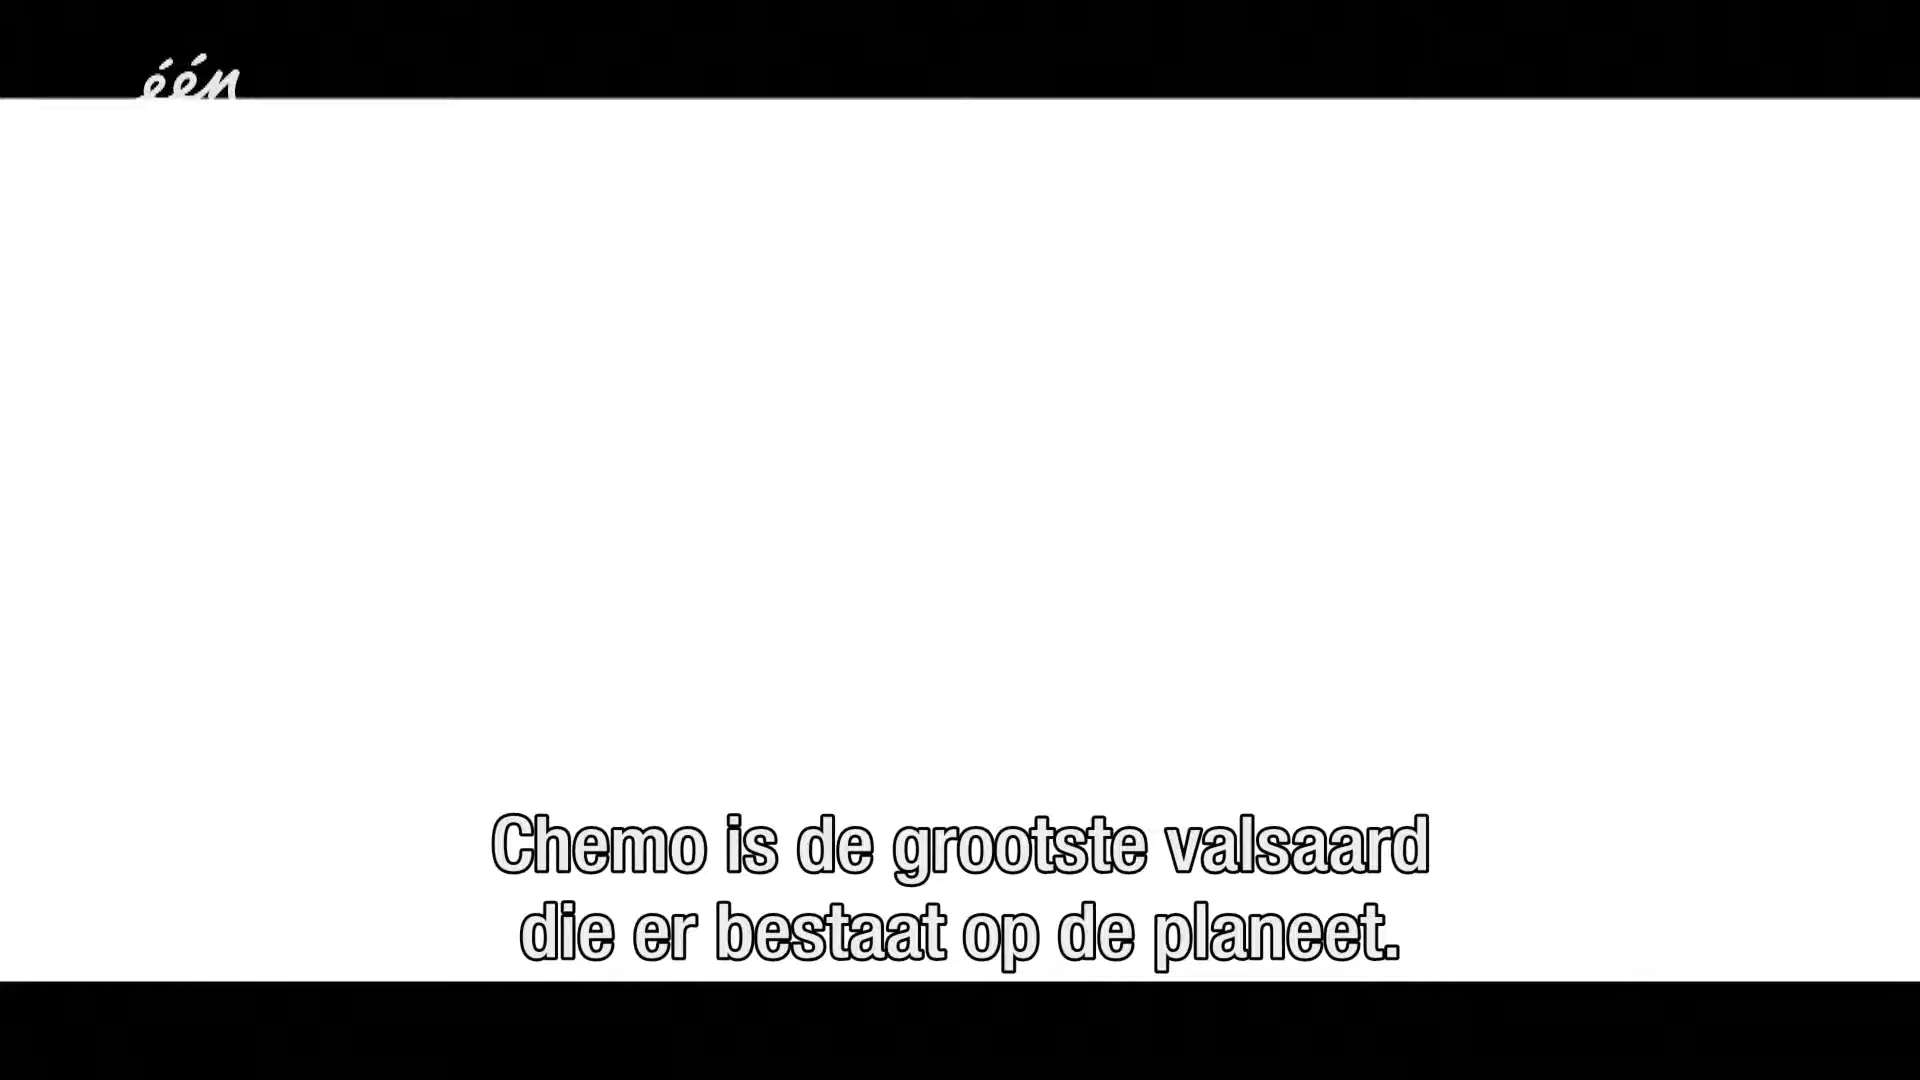 één
Chemo is de grootste valsaard
die er bestaat op de planeet.